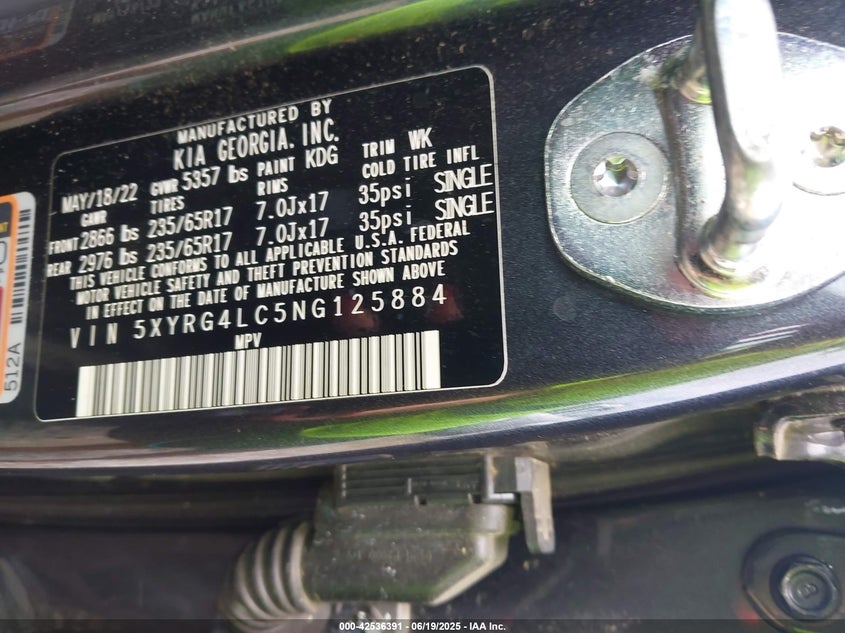 MANUFACTURED BY
KIA GEORGIA. INC.
MAY/18/22 GVWR 5357 lbs PAINT KDG TRIM WK
GAWR TIRES RIMS COLD TIRE INFL
FRONT 2866 lbs 235/65R17 7.0Jx17 35psi SINGLE
REAR 2976 lbs 235/65R17 7.0Jx17 35psi SINGLE
THIS VEHICLE CONFORMS TO ALL APPLICABLE U.S.A. FEDERAL
MOTOR VEHICLE SAFETY AND THEFT PREVENTION STANDARDS
IN EFFECT ON THE DATE OF MANUFACTURE SHOWN ABOVE
VIN 5XYRG4LC5NG125884
MPV
512A
000-42536391 - 06/19/2025 - IAA Inc.